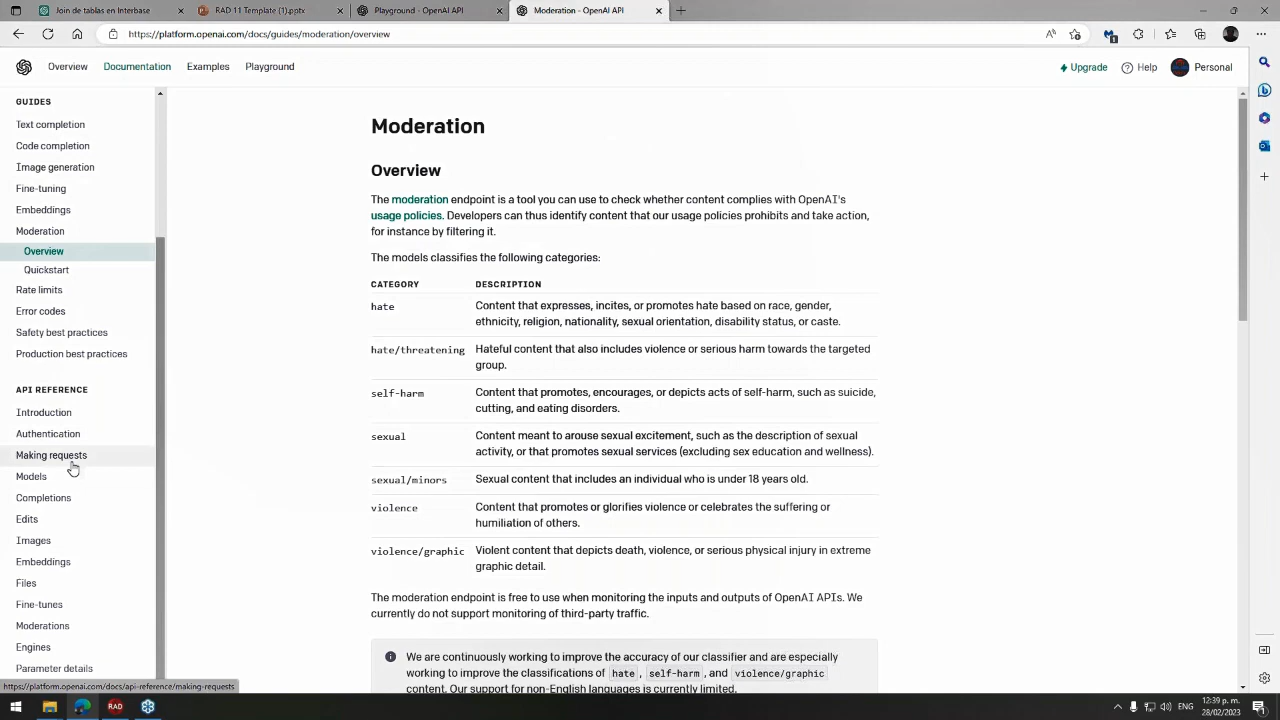 Join de tables en Interbase
RAD 11 Template (1).pptx
Playground - OpenAI API
Moderation - OpenAI API
https://platform.openai.com/docs/guides/moderation/overview
Overview Documentation Examples Playground
Upgrade Help Personal
GUIDES
Text completion
Code completion
Image generation
Fine-tuning
Embeddings
Moderation
Overview
Quickstart
Rate limits
Error codes
Safety best practices
Production best practices
API REFERENCE
Introduction
Authentication
Making requests
Models
Completions
Edits
Images
Embeddings
Files
Fine-tunes
Moderations
Engines
Parameter details
https://platform.openai.com/docs/api-reference/making-requests
Moderation
Overview
The moderation endpoint is a tool you can use to check whether content complies with OpenAI's
usage policies. Developers can thus identify content that our usage policies prohibits and take action,
for instance by filtering it.
The models classifies the following categories:
CATEGORY DESCRIPTION
hate Content that expresses, incites, or promotes hate based on race, gender,
ethnicity, religion, nationality, sexual orientation, disability status, or caste.
hate/threatening Hateful content that also includes violence or serious harm towards the targeted
group.
self-harm Content that promotes, encourages, or depicts acts of self-harm, such as suicide,
cutting, and eating disorders.
sexual Content meant to arouse sexual excitement, such as the description of sexual
activity, or that promotes sexual services (excluding sex education and wellness).
sexual/minors Sexual content that includes an individual who is under 18 years old.
violence Content that promotes or glorifies violence or celebrates the suffering or
humiliation of others.
violence/graphic Violent content that depicts death, violence, or serious physical injury in extreme
graphic detail.
The moderation endpoint is free to use when monitoring the inputs and outputs of OpenAI APIs. We
currently do not support monitoring of third-party traffic.
We are continuously working to improve the accuracy of our classifier and are especially
working to improve the classifications of hate, self-harm, and violence/graphic
content. Our support for non-English languages is currently limited.
RAD
ENG
12:39 p. m.
28/02/2023